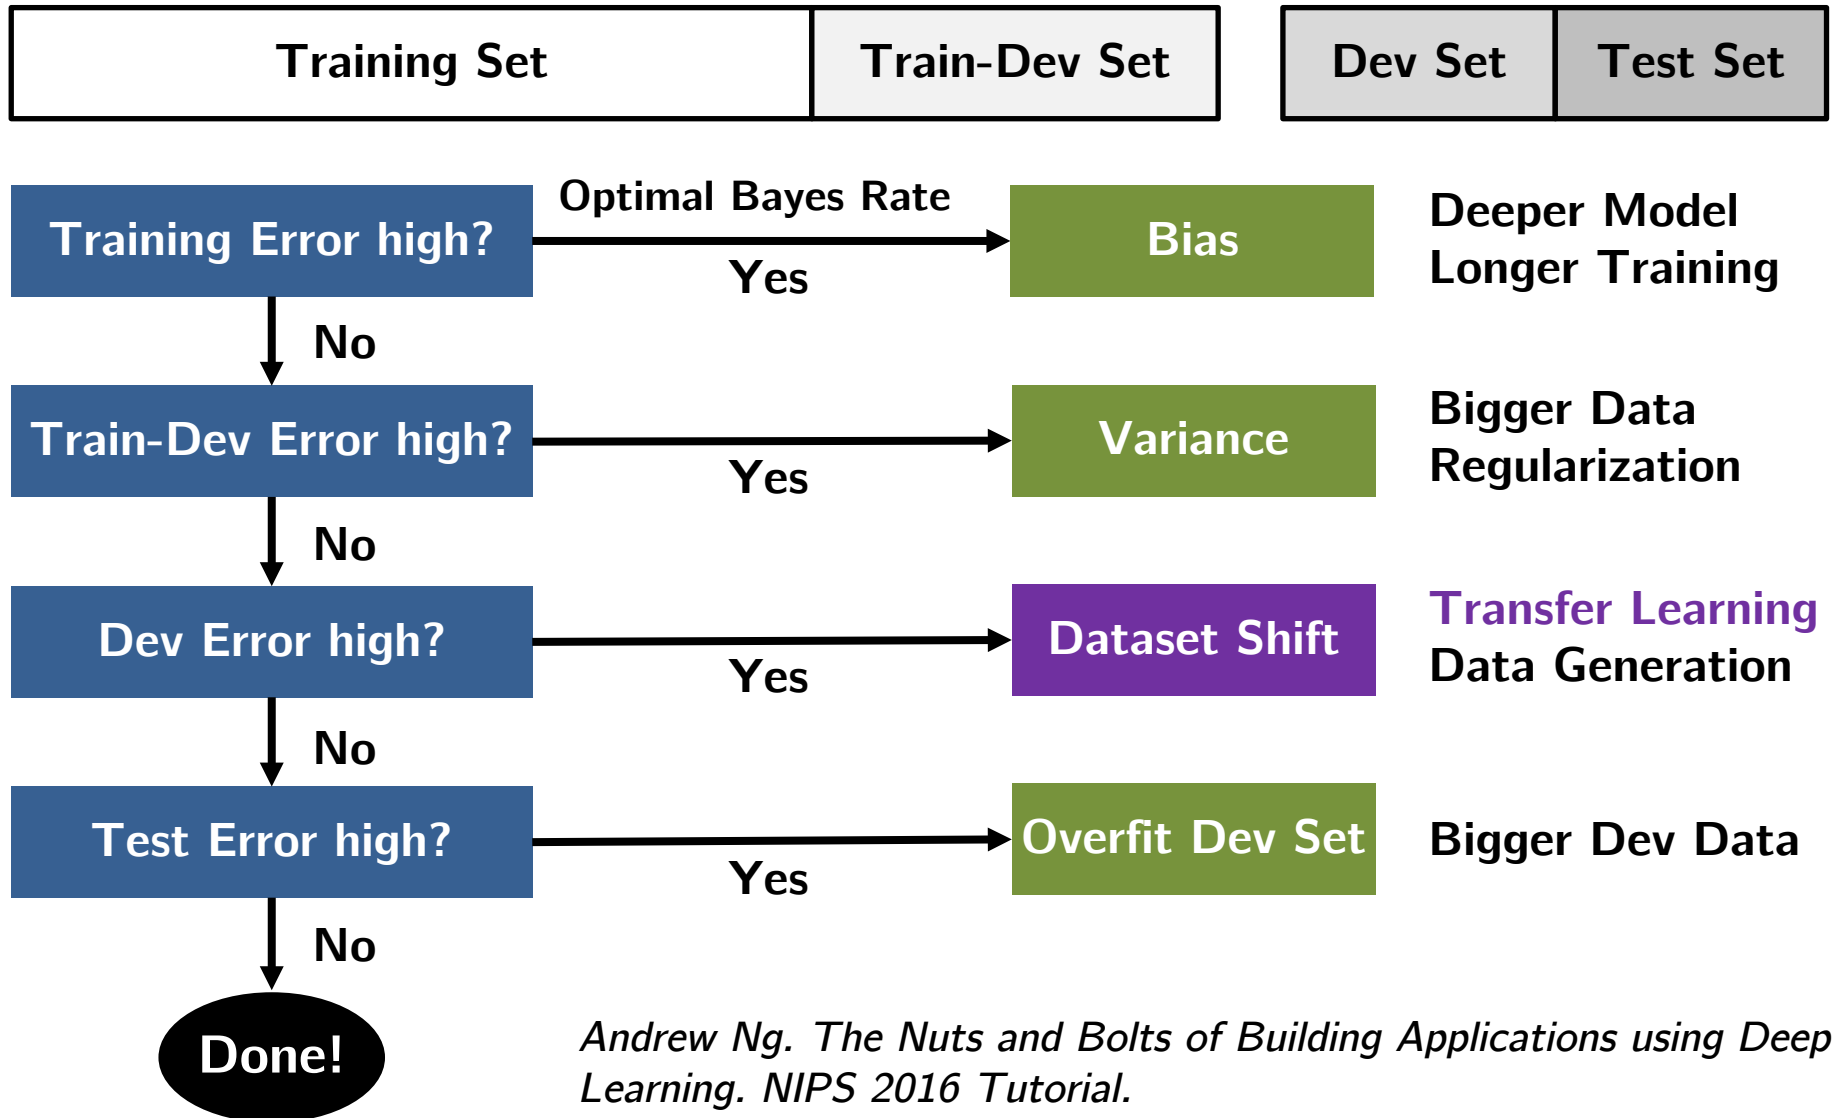 Training Set
Train-Dev Set
Dev Set
Test Set
Training Error high?
Optimal Bayes Rate
Yes
Bias
Deeper Model
Longer Training
No
Train-Dev Error high?
Yes
Variance
Bigger Data
Regularization
No
Dev Error high?
Yes
Dataset Shift
Transfer Learning
Data Generation
No
Test Error high?
Yes
Overfit Dev Set
Bigger Dev Data
No
Done!
Andrew Ng. The Nuts and Bolts of Building Applications using Deep
Learning. NIPS 2016 Tutorial.